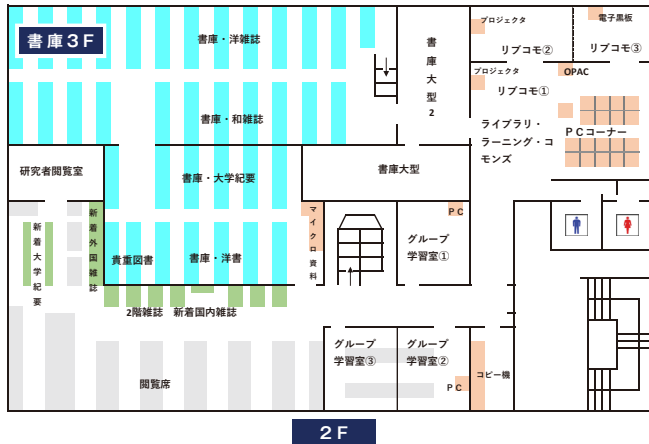 書庫3F
書庫・洋雑誌
書庫大型2
プロジェクタ
リブコモ②
電子黒板
リブコモ③
プロジェクタ
OPAC
リブコモ①
書庫・和雑誌
ライブラリ・
ラーニング・コ
モンズ
ＰＣコーナー
研究者閲覧室
書庫・大学紀要
書庫大型
新着大学紀要
新着外国雑誌
マイクロ資料
ＰＣ
グループ
学習室①
貴重図書
書庫・洋書
2階雑誌
新着国内雑誌
グループ
学習室③
グループ
学習室②
コピー機
閲覧席
ＰＣ
２Ｆ